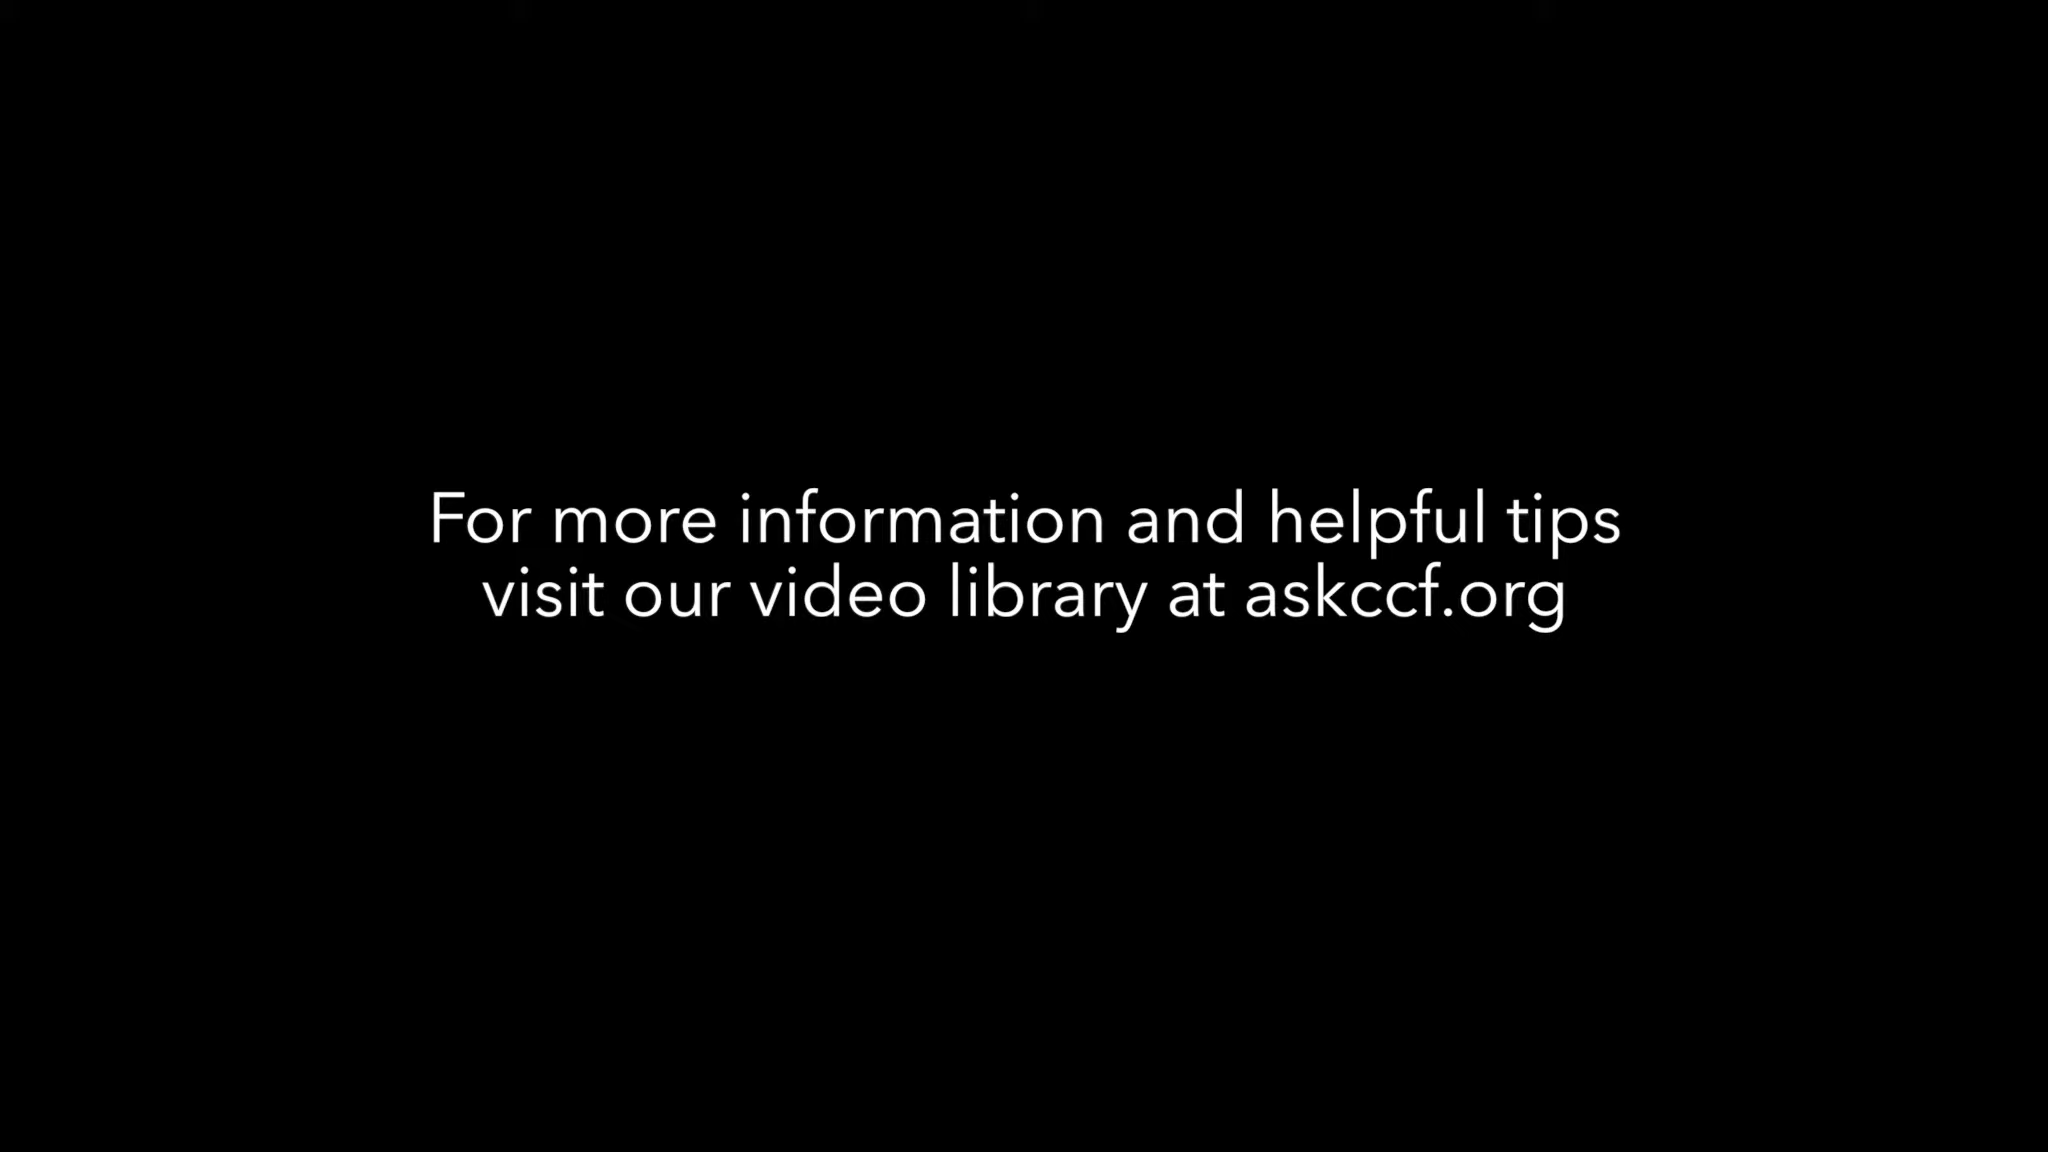 For more information and helpful tips
visit our video library at askccf.org